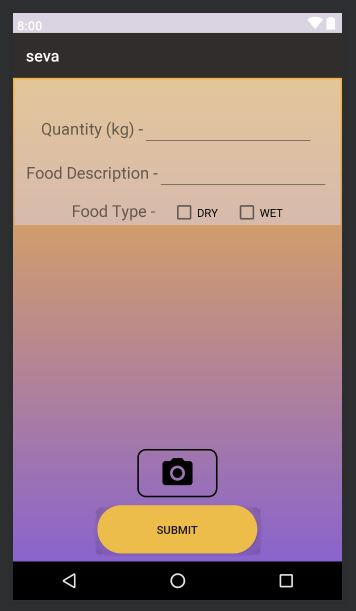 8:00
seva
Quantity (kg) -
Food Description -
Food Type - DRY WET
SUBMIT